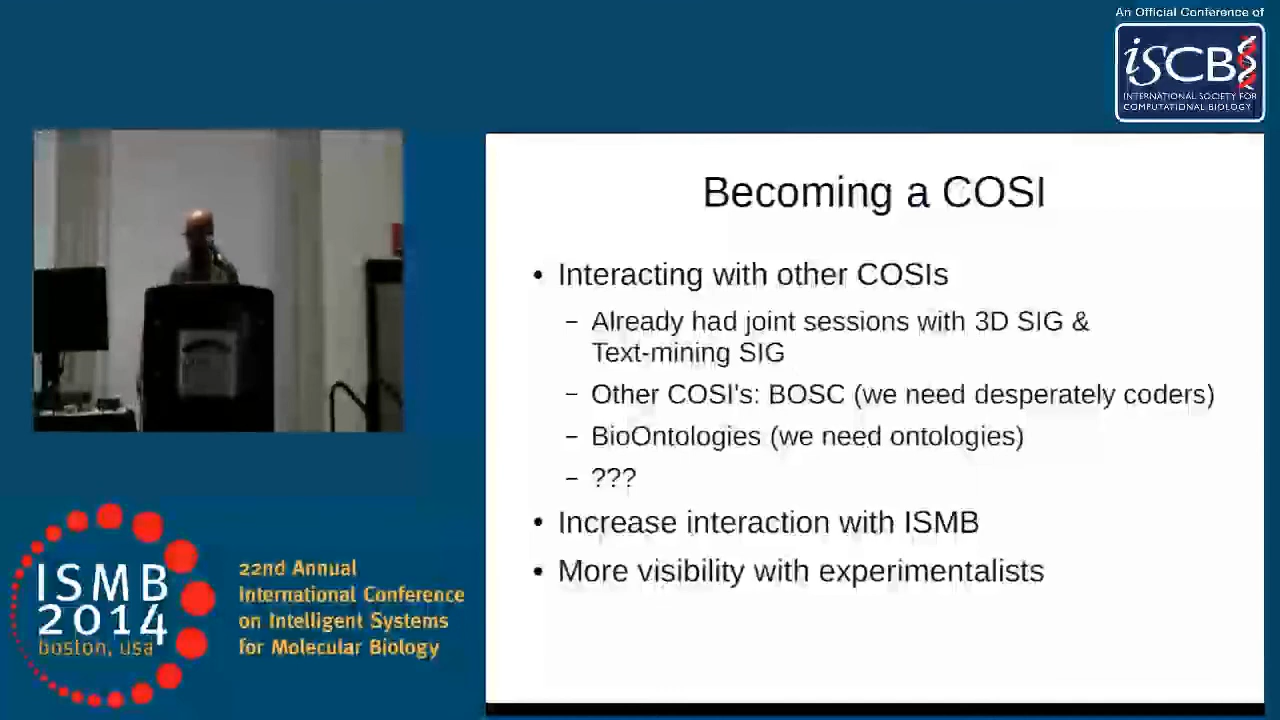 An Official Conference of
iSCB
INTERNATIONAL SOCIETY FOR
COMPUTATIONAL BIOLOGY
Becoming a COSI
• Interacting with other COSIs
– Already had joint sessions with 3D SIG &
Text-mining SIG
– Other COSI's: BOSC (we need desperately coders)
– BioOntologies (we need ontologies)
– ???
• Increase interaction with ISMB
• More visibility with experimentalists
ISMB
2014
boston, usa
22nd Annual
International Conference
on Intelligent Systems
for Molecular Biology